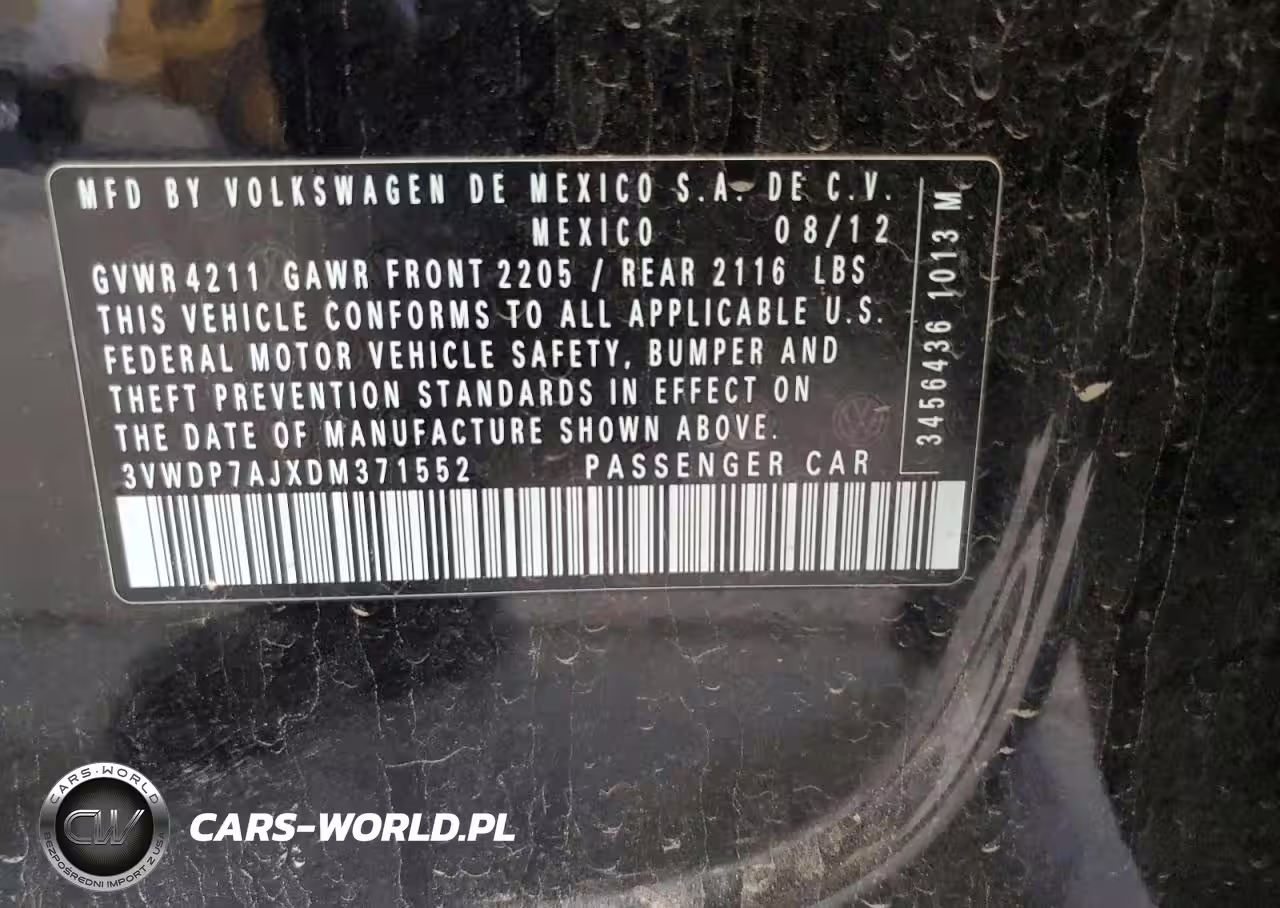 MFD BY VOLKSWAGEN DE MEXICO S.A. DE C.V.
MEXICO 08/12
GVWR 4211 GAWR FRONT 2205 / REAR 2116 LBS
THIS VEHICLE CONFORMS TO ALL APPLICABLE U.S.
FEDERAL MOTOR VEHICLE SAFETY, BUMPER AND
THEFT PREVENTION STANDARDS IN EFFECT ON
THE DATE OF MANUFACTURE SHOWN ABOVE.
3VWDP7AJXDM371552 PASSENGER CAR
34564436 1013 M
CARS-WORLD
CW
BEZPOŚREDNI IMPORT Z USA
CARS-WORLD.PL